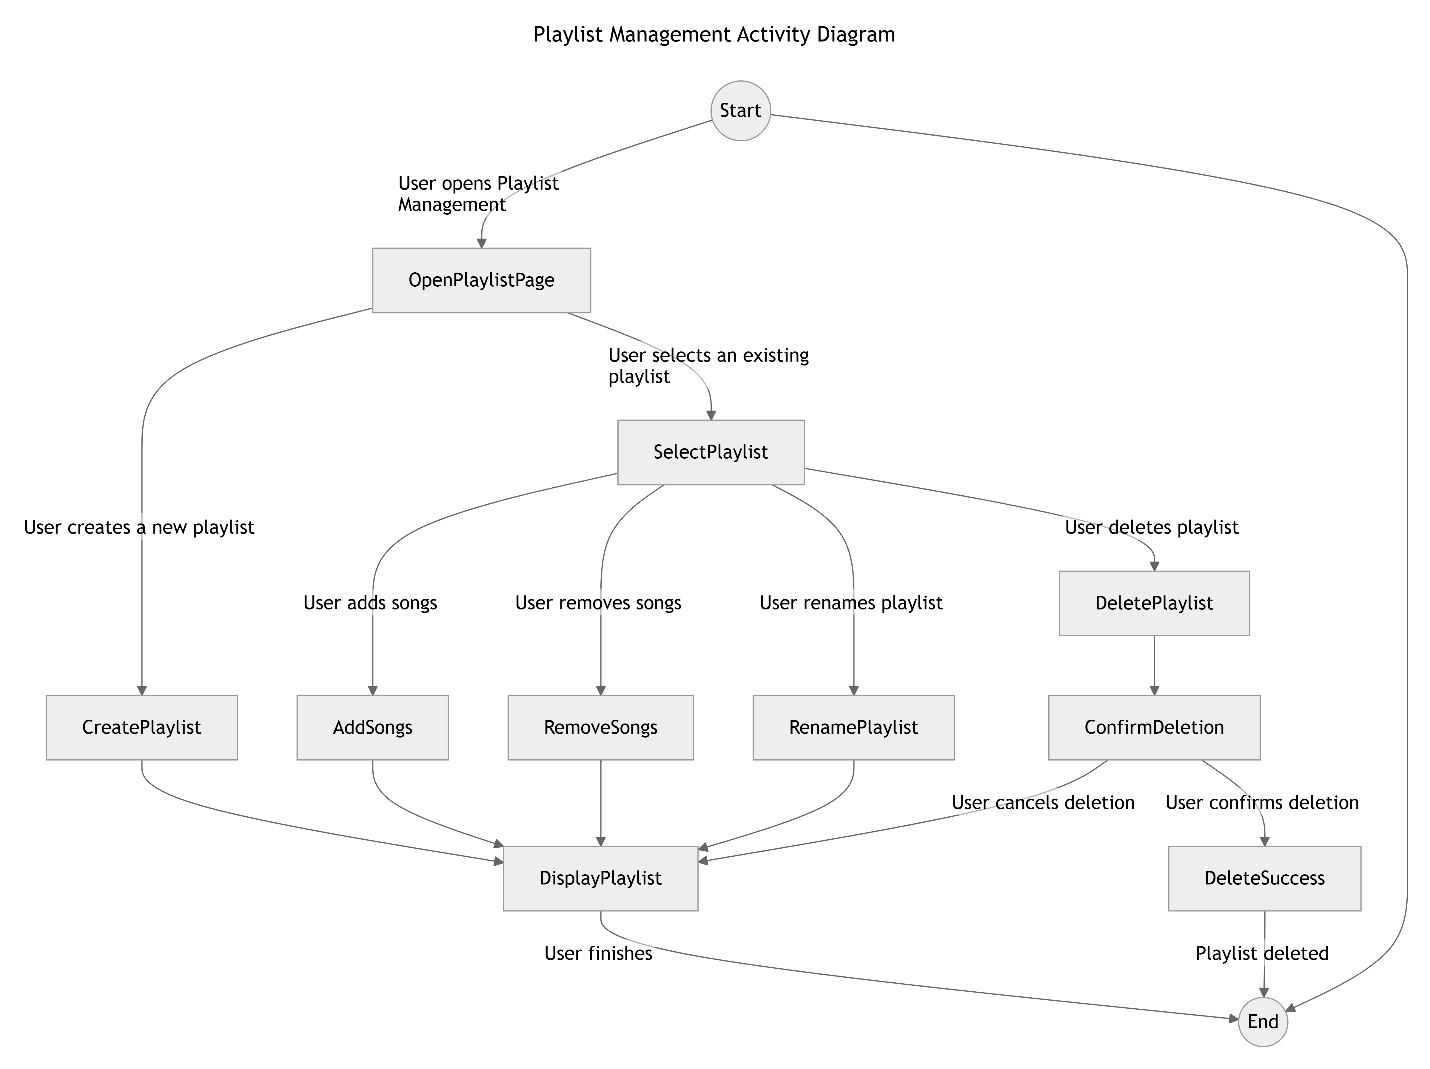 Playlist Management Activity Diagram
Start
User opens Playlist
Management
OpenPlaylistPage
User selects an existing
playlist
SelectPlaylist
User creates a new playlist
User deletes playlist
User adds songs
User removes songs
User renames playlist
DeletePlaylist
CreatePlaylist
AddSongs
RemoveSongs
RenamePlaylist
ConfirmDeletion
User cancels deletion
User confirms deletion
DisplayPlaylist
DeleteSuccess
User finishes
Playlist deleted
End